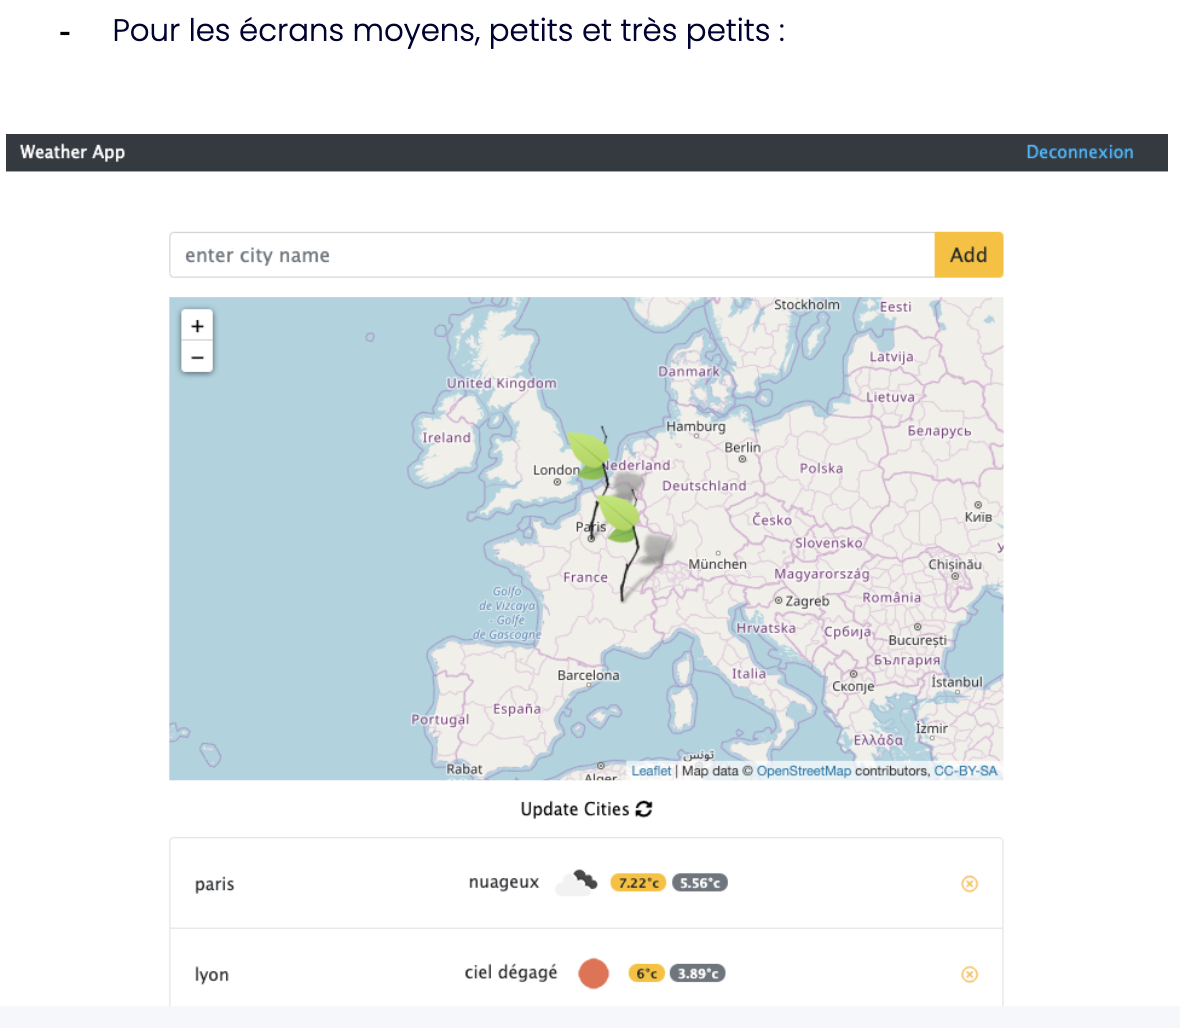 - Pour les écrans moyens, petits et très petits :
Weather App Deconnexion
enter city name Add
+
−
Stockholm
Eesti
Latvija
Danmark
United Kingdom
Lietuva
Hamburg
Беларусь
Ireland
Berlin
Nederland
Polska
London
Deutschland
Київ
Česko
Paris
Slovensko
München
Chișinău
Magyarország
France
Golfo
de Vizcaya
- Golfe
de Gascogne
Zagreb
România
Hrvatska
Србија
București
България
Barcelona
Italia
Скопје
İstanbul
España
Portugal
İzmir
Ελλάδα
تونس
Rabat
Alger
Leaflet | Map data © OpenStreetMap contributors, CC-BY-SA
Update Cities
paris nuageux 7.22°c 5.56°c
lyon ciel dégagé 6°c 3.89°c